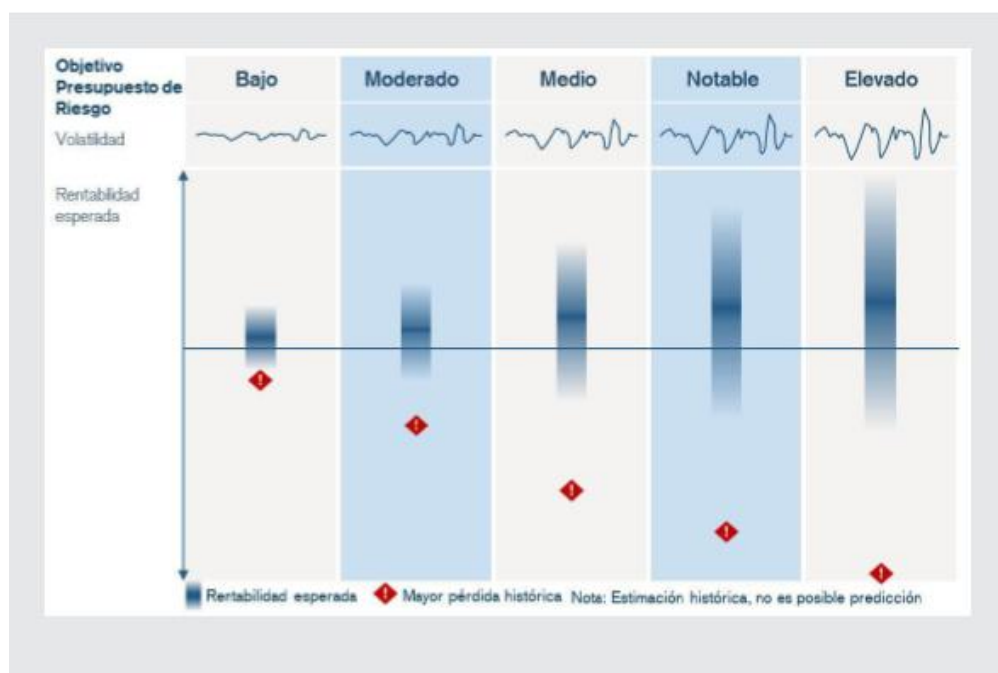 Objetivo
Presupuesto de
Riesgo
Bajo
Moderado
Medio
Notable
Elevado
Volatilidad
Rentabilidad
esperada
Rentabilidad esperada
Mayor pérdida histórica
Nota: Estimación histórica, no es posible predicción